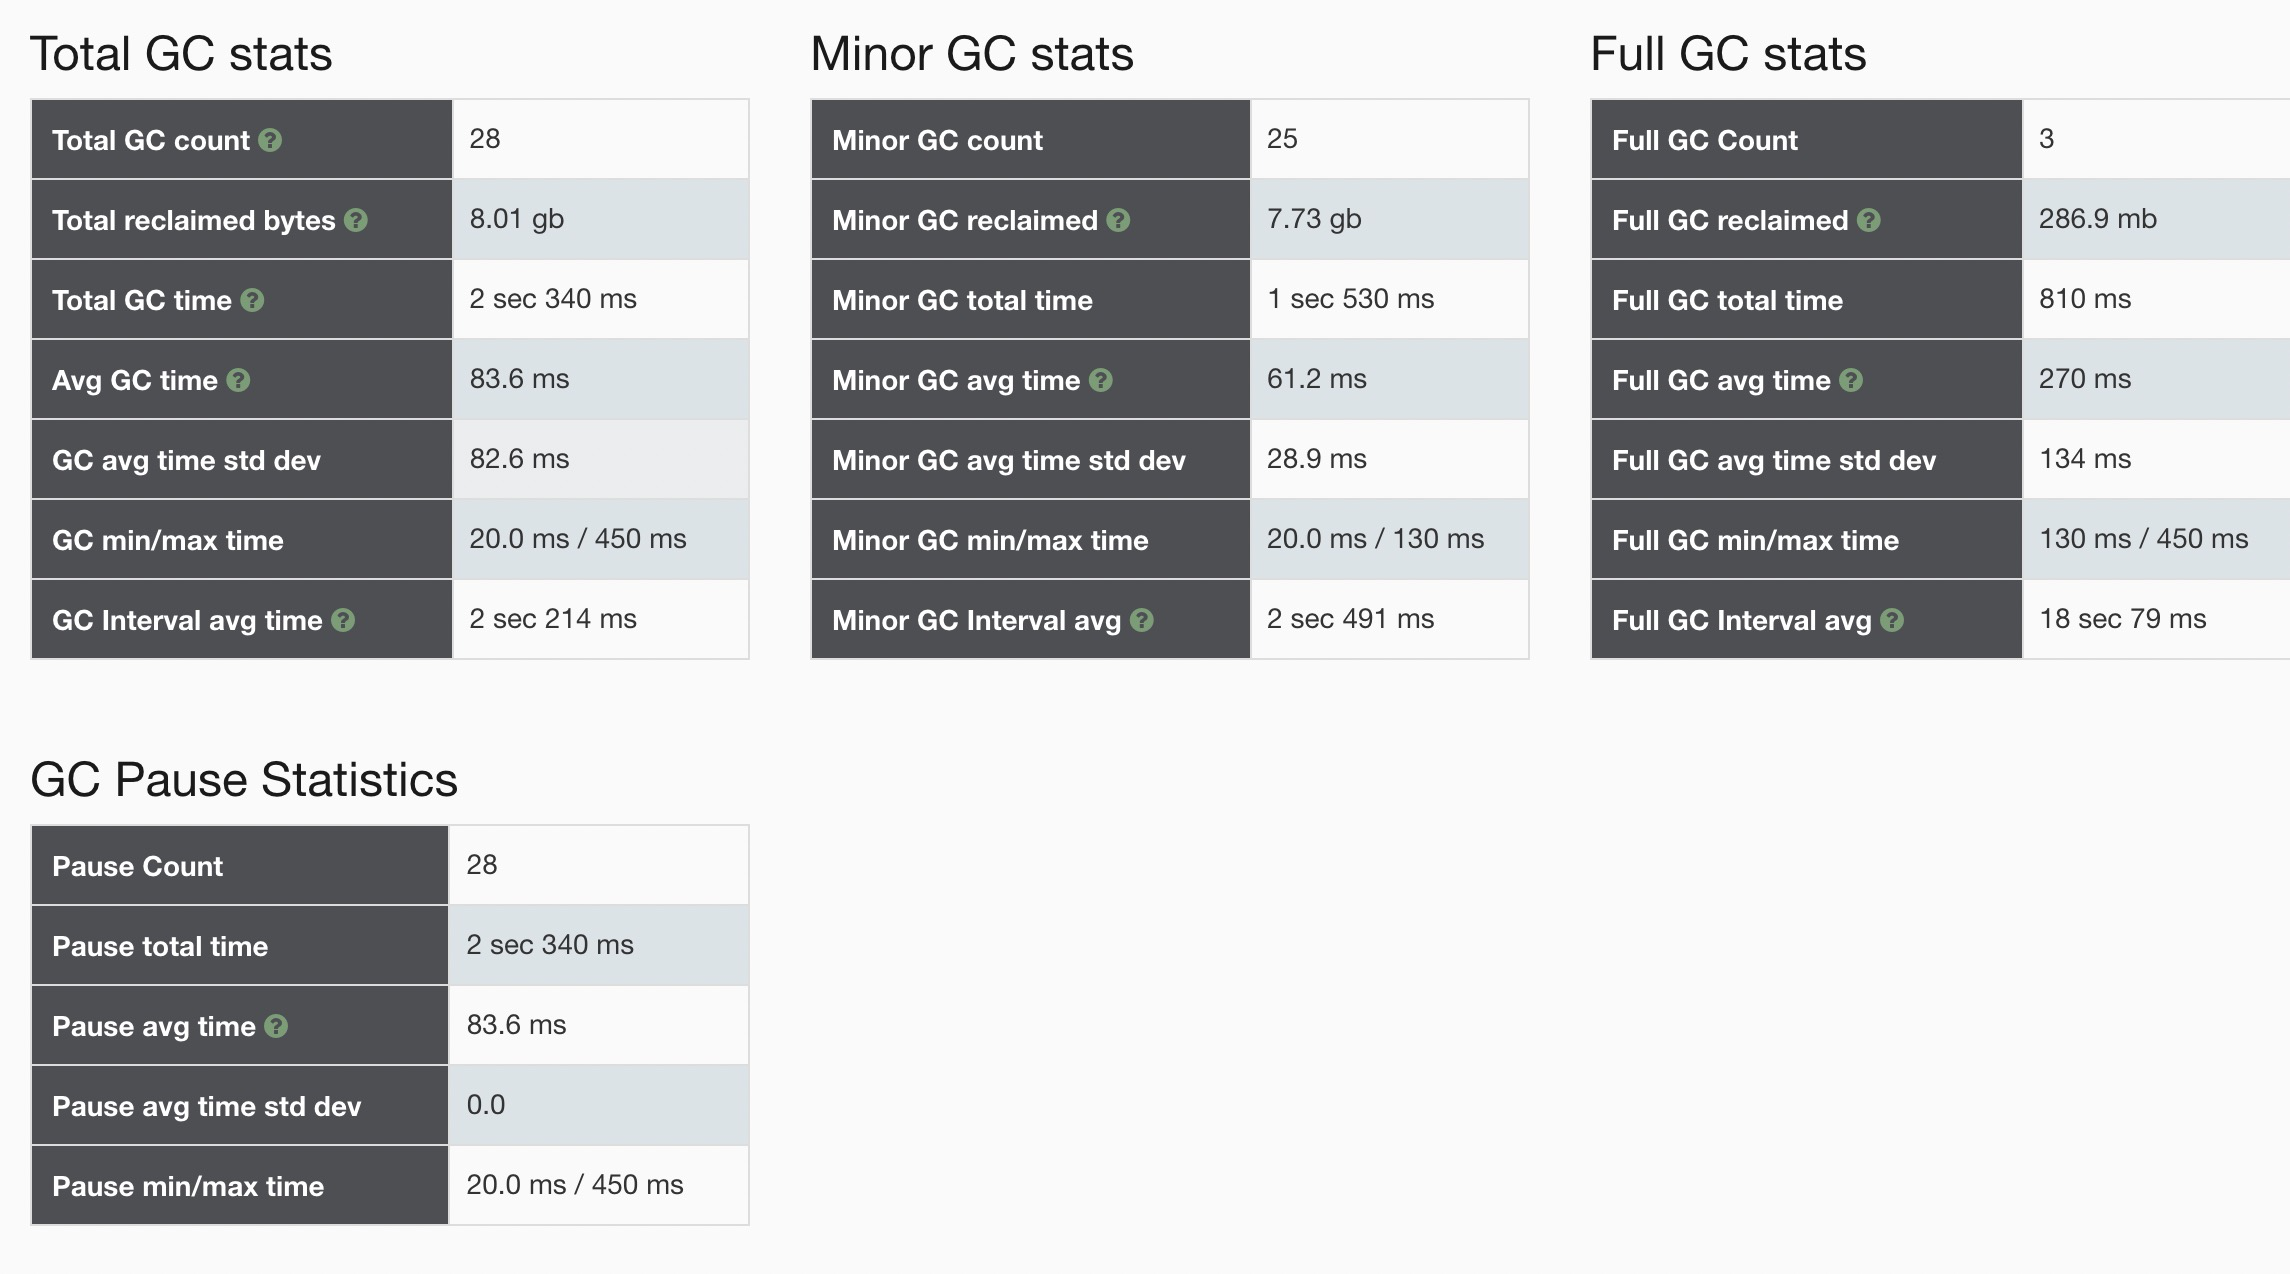 Total GC stats
Total GC count 28
Total reclaimed bytes 8.01 gb
Total GC time 2 sec 340 ms
Avg GC time 83.6 ms
GC avg time std dev 82.6 ms
GC min/max time 20.0 ms / 450 ms
GC Interval avg time 2 sec 214 ms
Minor GC stats
Minor GC count 25
Minor GC reclaimed 7.73 gb
Minor GC total time 1 sec 530 ms
Minor GC avg time 61.2 ms
Minor GC avg time std dev 28.9 ms
Minor GC min/max time 20.0 ms / 130 ms
Minor GC Interval avg 2 sec 491 ms
Full GC stats
Full GC Count 3
Full GC reclaimed 286.9 mb
Full GC total time 810 ms
Full GC avg time 270 ms
Full GC avg time std dev 134 ms
Full GC min/max time 130 ms / 450 ms
Full GC Interval avg 18 sec 79 ms
GC Pause Statistics
Pause Count 28
Pause total time 2 sec 340 ms
Pause avg time 83.6 ms
Pause avg time std dev 0.0
Pause min/max time 20.0 ms / 450 ms